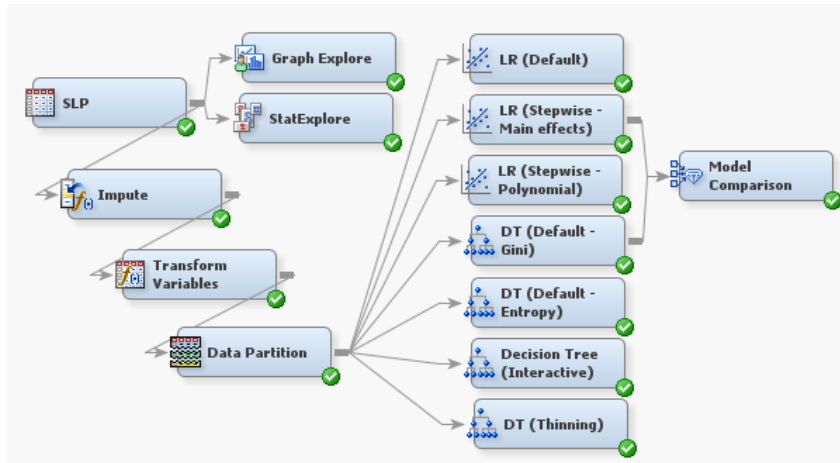 Graph Explore
SLP
StatExplore
Impute
Transform
Variables
Data Partition
LR (Default)
LR (Stepwise -
Main effects)
LR (Stepwise -
Polynomial)
DT (Default -
Gini)
DT (Default -
Entropy)
Decision Tree
(Interactive)
DT (Thinning)
Model
Comparison